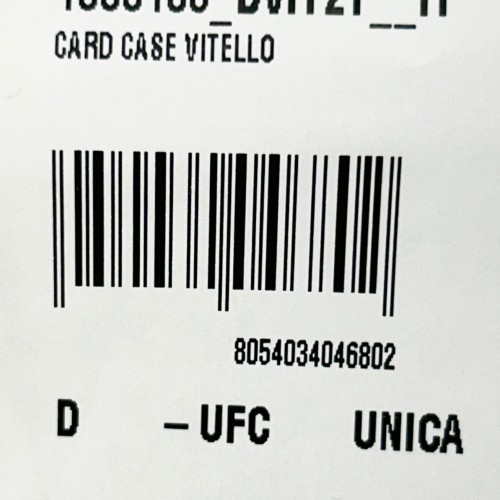 CARD CASE VITELLO
8054034046802
D – UFC UNICA